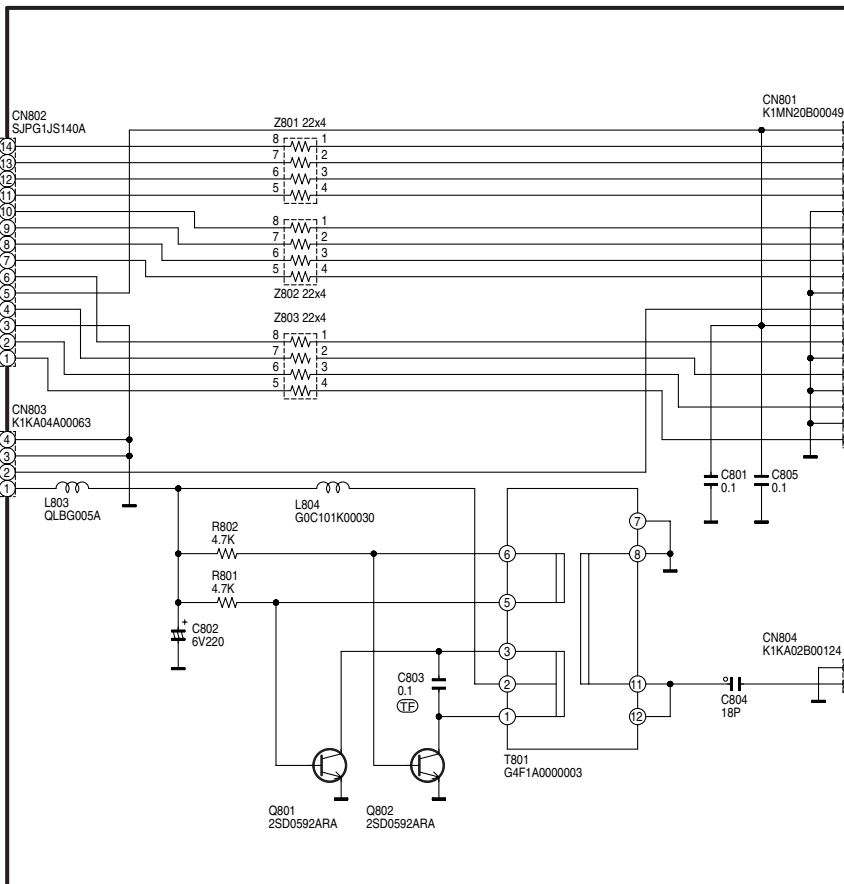 CN802
SJPG1JS140A
CN801
K1MN20B00049
Z801 22x4
14
8 1
13
7 2
12
6 3
11
5 4
10
9
8 1
8
7 2
7
6 3
6
5 4
5
Z802 22x4
4
Z803 22x4
3
8 1
2
7 2
1
6 3
5 4
CN803
K1KA04A00063
4
3
2
1
L803
QLBG005A
L804
G0C101K00030
C801
0.1
C805
0.1
R802
4.7K
7
6
8
R801
4.7K
5
+
C802
6V220
3
2
1
C803
0.1
TF
11
12
C804
18P
CN804
K1KA02B00124
T801
G4F1A0000003
Q801
2SD0592ARA
Q802
2SD0592ARA